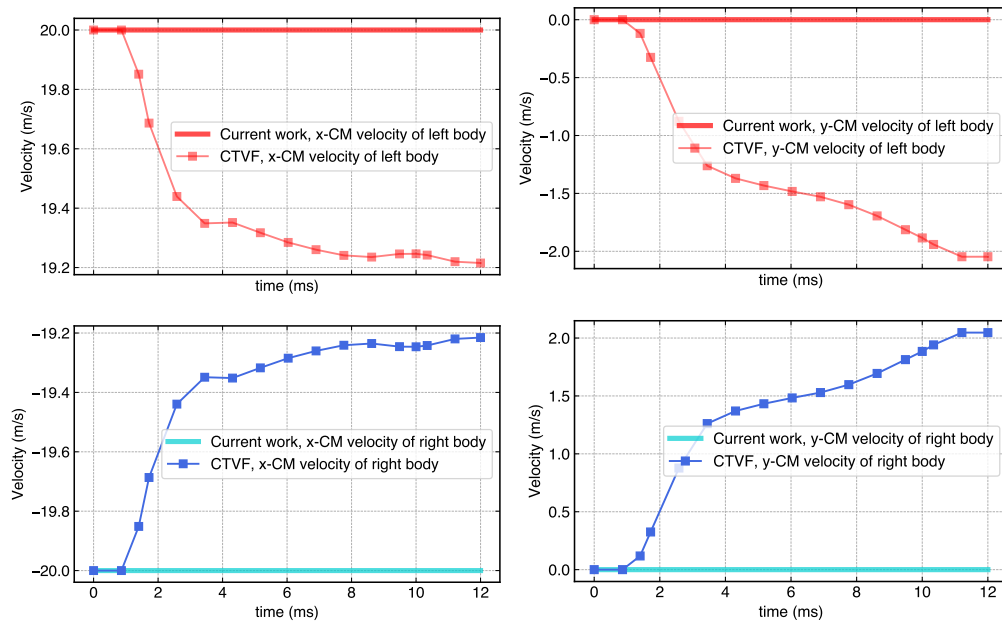 20.0
19.8
19.6
19.4
19.2
Velocity (m/s)
Current work, x-CM velocity of left body
CTVF, x-CM velocity of left body
time (ms)
0.0
−0.5
−1.0
−1.5
−2.0
Velocity (m/s)
Current work, y-CM velocity of left body
CTVF, y-CM velocity of left body
time (ms)
−19.2
−19.4
−19.6
−19.8
−20.0
Velocity (m/s)
Current work, x-CM velocity of right body
CTVF, x-CM velocity of right body
0 2 4 6 8 10 12
time (ms)
2.0
1.5
1.0
0.5
0.0
Velocity (m/s)
Current work, y-CM velocity of right body
CTVF, y-CM velocity of right body
0 2 4 6 8 10 12
time (ms)